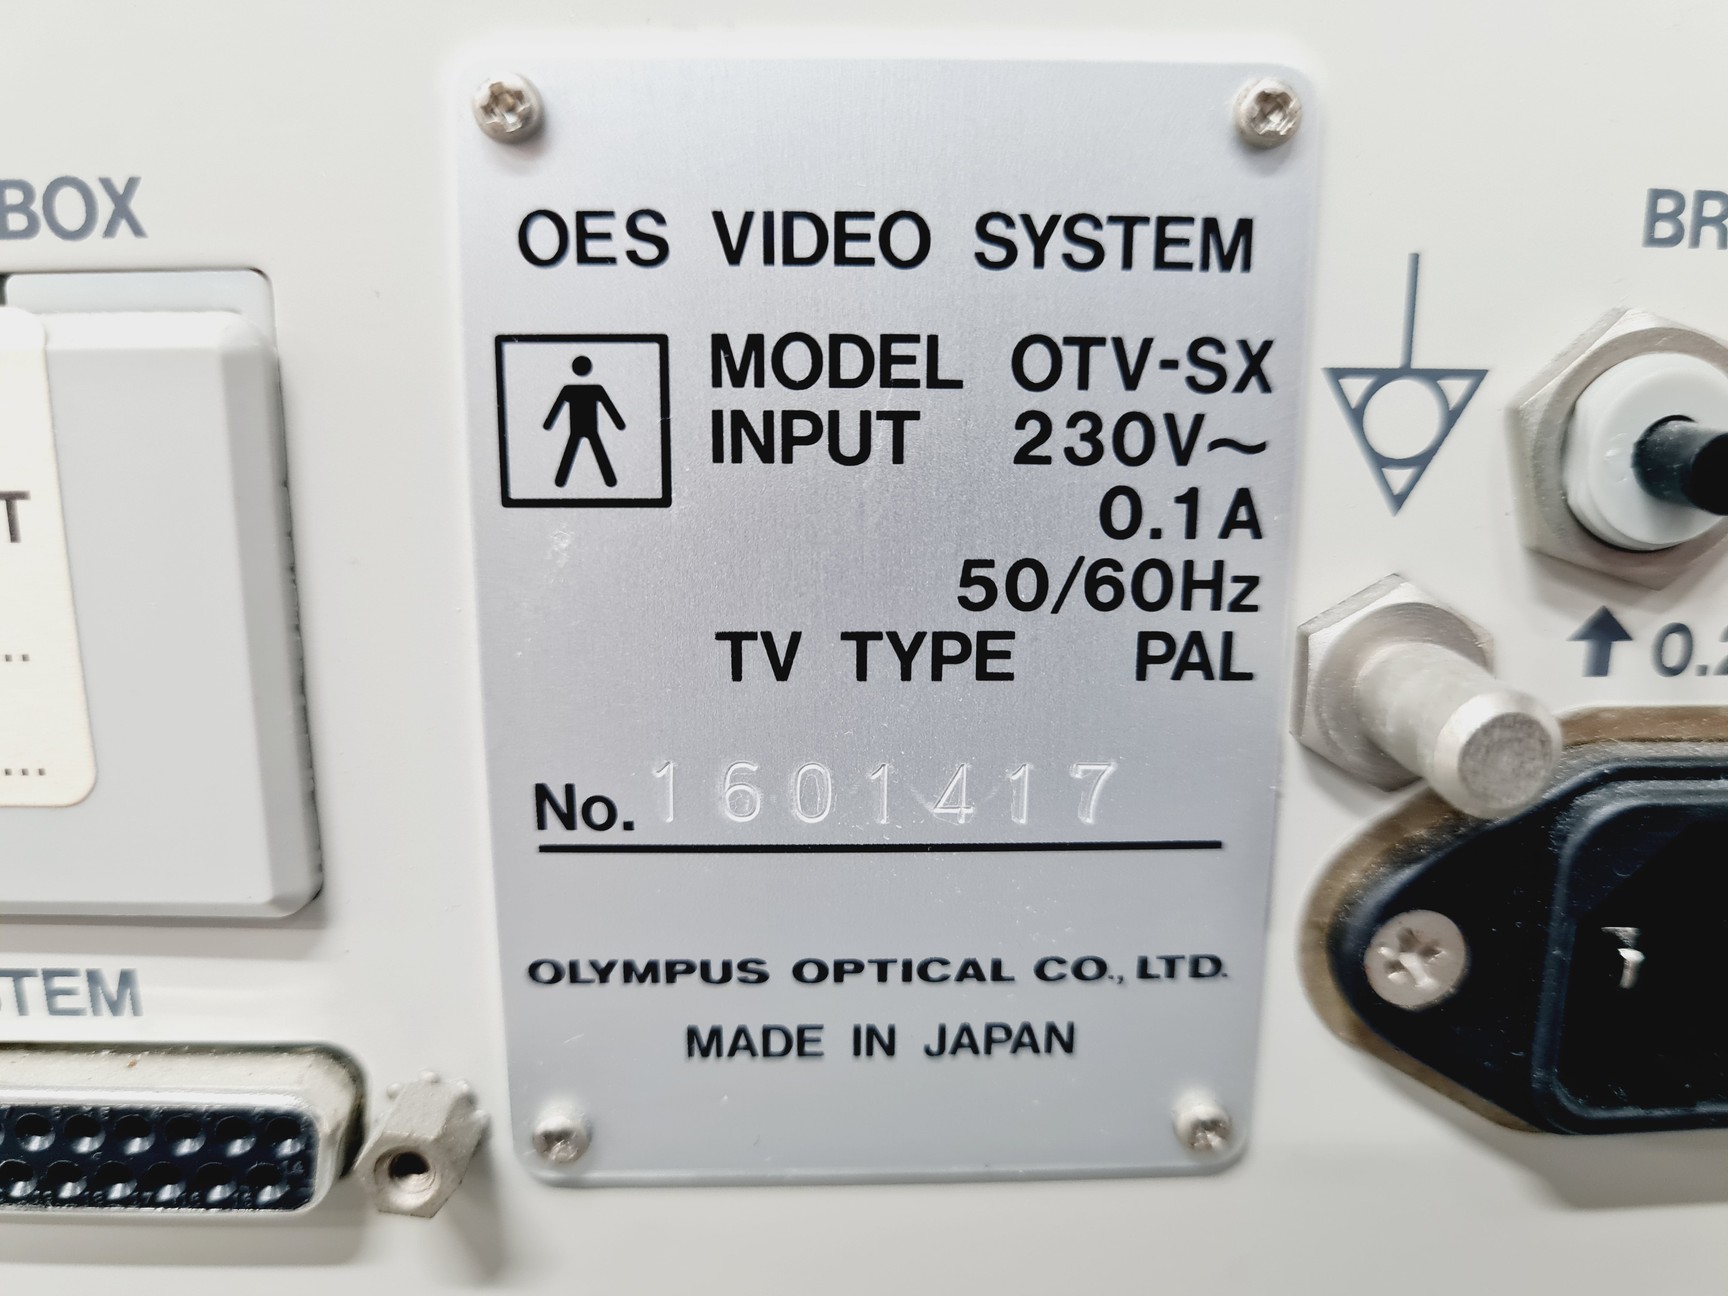 BOX
OES VIDEO SYSTEM
MODEL OTV-SX
INPUT 230V~
0.1A
50/60Hz
TV TYPE PAL
No. 1601417
OLYMPUS OPTICAL CO., LTD.
MADE IN JAPAN